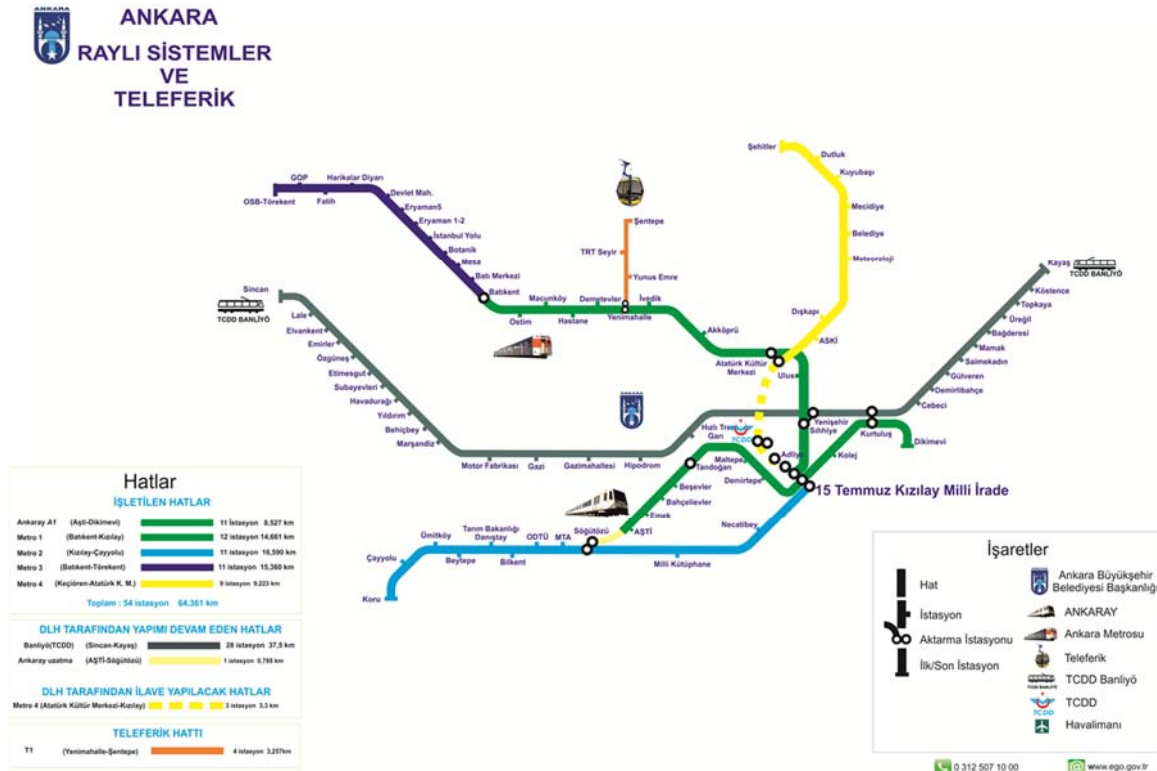 ANKARA
ANKARA
RAYLI SİSTEMLER
VE
TELEFERİK
Şehitler
Dutluk
Kuyubaşı
Mecidiye
Belediye
Meteoroloji
Dışkapı
ASKİ
OSB-Törekent
GOP
Fatih
Harikalar Diyarı
Devlet Mah.
Eryaman5
Eryaman 1-2
İstanbul Yolu
Botanik
Mesa
Batı Merkezi
Batıkent
Ostim
Macunköy
Hastane
Demetevler
Yenimahalle
İvedik
Akköprü
Atatürk Kültür
Merkezi
Ulus
Şentepe
TRT Seyir
Yunus Emre
Sincan
TCDD BANLİYÖ
Lale
Elvankent
Emirler
Özgüneş
Etimesgut
Subayevleri
Havadurağı
Yıldırım
Behiçbey
Marşandiz
Motor Fabrikası
Gazi
Gazimahallesi
Hipodrom
Hızlı
Garı
TCDD
Yenişehir
Sıhhiye
Kurtuluş
Cebeci
Demirlibahçe
Gülveren
Saimekadın
Mamak
Bağderesi
Üreğil
Topkaya
Köstence
Kayaş
TCDD BANLİYÖ
Dikimevi
Kolej
Adliye
Maltepe
Demirtepe
Tandoğan
Beşevler
Bahçelievler
Emek
AŞTİ
15 Temmuz Kızılay Milli İrade
Necatibey
Milli Kütüphane
Söğütözü
MTA
ODTÜ
Bilkent
Tarım Bakanlığı
Danıştay
Beytepe
Ümitköy
Çayyolu
Koru
Hatlar
İŞLETİLEN HATLAR
Ankaray A1 (Aşti-Dikimevi) 11 İstasyon 8,527 km
Metro 1 (Batıkent-Kızılay) 12 istasyon 14,661 km
Metro 2 (Kızılay-Çayyolu) 11 istasyon 16,590 km
Metro 3 (Batıkent-Törekent) 11 istasyon 15,360 km
Metro 4 (Keçiören-Atatürk K. M.) 9 istasyon 9,223 km
Toplam : 54 istasyon 64,361 km
DLH TARAFINDAN YAPIMI DEVAM EDEN HATLAR
Banliyö(TCDD) (Sincan-Kayaş) 28 istasyon 37,5 km
Ankaray uzatma (AŞTİ-Söğütözü) 1 istasyon 0,788 km
DLH TARAFINDAN İLAVE YAPILACAK HATLAR
Metro 4 (Atatürk Kültür Merkezi-Kızılay) 3 istasyon 3,3 km
TELEFERİK HATTI
T1 (Yenimahalle-Şentepe) 4 istasyon 3,257km
İşaretler
Hat
İstasyon
Aktarma İstasyonu
İlk/Son İstasyon
Ankara Büyükşehir
Belediyesi Başkanlığı
ANKARAY
Ankara Metrosu
Teleferik
TCDD BANLİYÖ
TCDD Banliyö
TCDD
TCDD
Havalimanı
0 312 507 10 00
www.ego.gov.tr